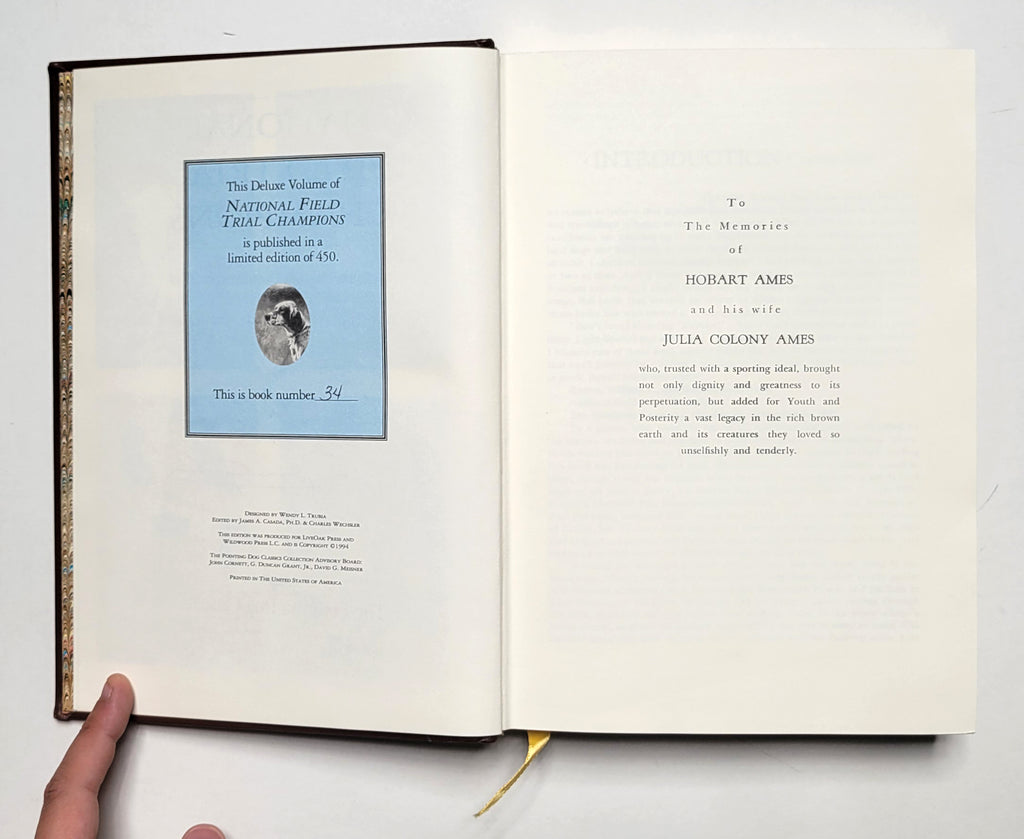 This Deluxe Volume of
NATIONAL FIELD
TRIAL CHAMPIONS
is published in a
limited edition of 450.
This is book number 34
DESIGNED BY WENDY L. TRUBIA
EDITED BY JAMES A. CASADA, PH.D. & CHARLES WECHSLER
THIS EDITION WAS PRODUCED FOR LIVEOAK PRESS AND
WILDWOOD PRESS L.C. AND IS COPYRIGHT ©1994
THE POINTING DOG CLASSICS COLLECTION ADVISORY BOARD:
JOHN CORNETT, G. DUNCAN GRANT, JR., DAVID G. MEISNER
PRINTED IN THE UNITED STATES OF AMERICA
To
The Memories
of
HOBART AMES
and his wife
JULIA COLONY AMES
who, trusted with a sporting ideal, brought
not only dignity and greatness to its
perpetuation, but added for Youth and
Posterity a vast legacy in the rich brown
earth and its creatures they loved so
unselfishly and tenderly.